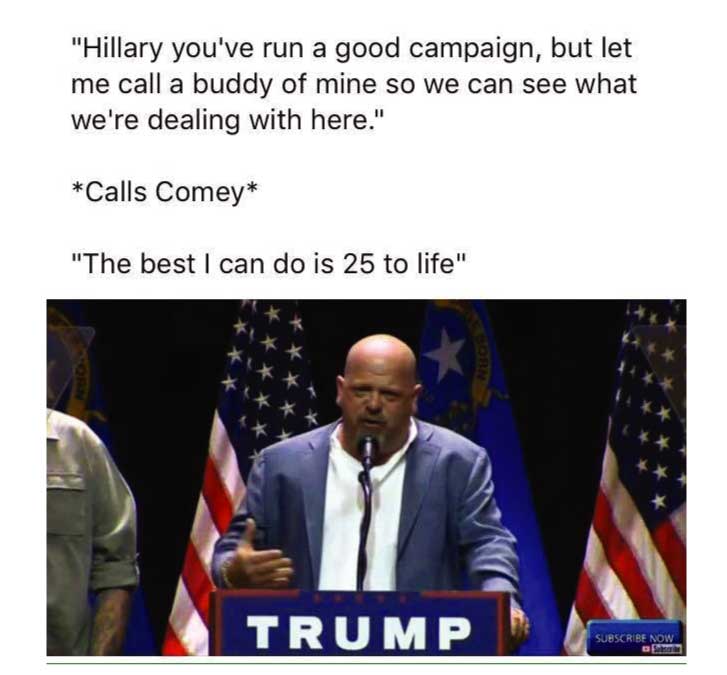 "Hillary you've run a good campaign, but let
me call a buddy of mine so we can see what
we're dealing with here."
*Calls Comey*
"The best I can do is 25 to life"
TRUMP
SUBSCRIBE NOW
Subscribe